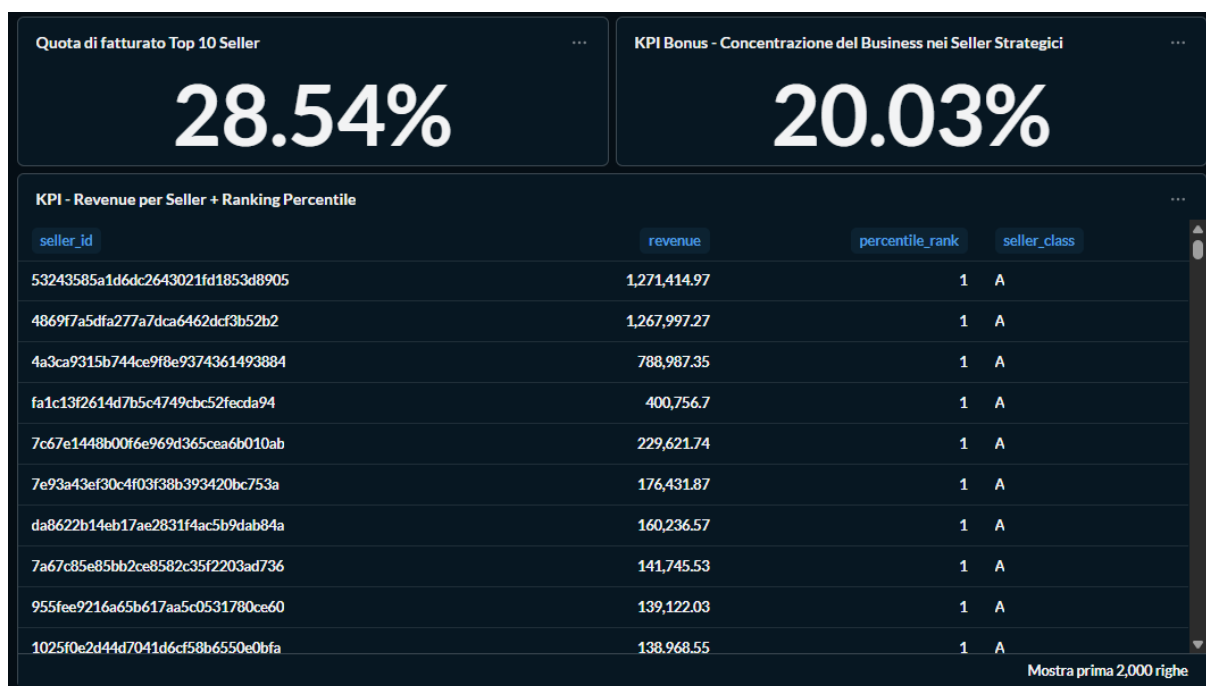 Quota di fatturato Top 10 Seller ...
28.54%
KPI Bonus - Concentrazione del Business nei Seller Strategici ...
20.03%
KPI - Revenue per Seller + Ranking Percentile ...
seller_id revenue percentile_rank seller_class
53243585a1d6dc2643021fd1853d8905 1,271,414.97 1 A
4869f7a5dfa277a7dca6462dcf3b52b2 1,267,997.27 1 A
4a3ca9315b744ce9f8e9374361493884 788,987.35 1 A
fa1c13f2614d7b5c4749cbc52fecda94 400,756.7 1 A
7c67e1448b00f6e969d365cea6b010ab 229,621.74 1 A
7e93a43ef30c4f03f38b393420bc753a 176,431.87 1 A
da8622b14eb17ae2831f4ac5b9dab84a 160,236.57 1 A
7a67c85e85bb2ce8582c35f2203ad736 141,745.53 1 A
955fee9216a65b617aa5c0531780ce60 139,122.03 1 A
1025f0e2d44d7041d6cf58b6550e0bfa 138,968.55 1 A
Mostra prima 2,000 righe